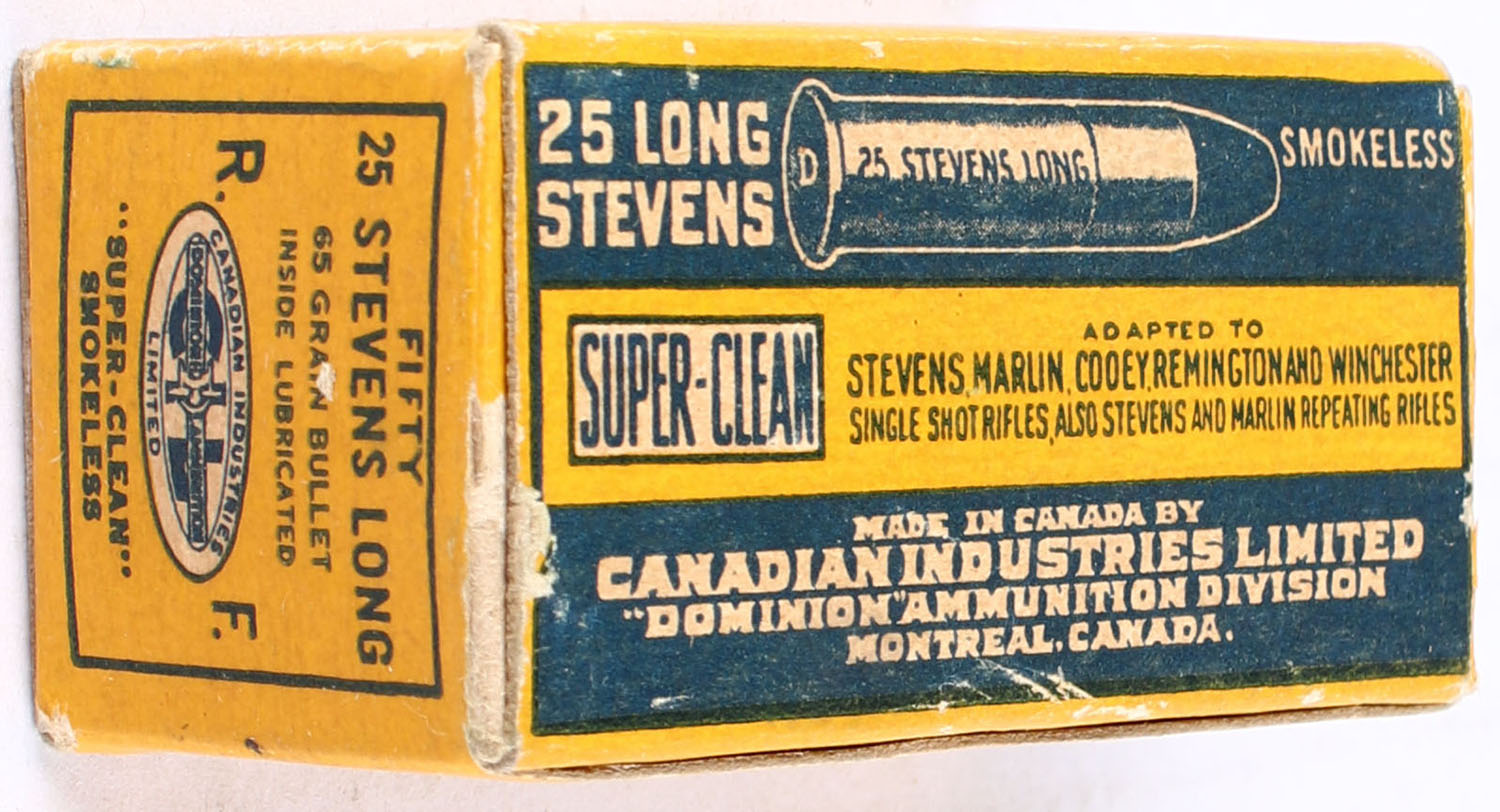 25 LONG
STEVENS
D
25 STEVENS LONG
SMOKELESS
SUPER-CLEAN
ADAPTED TO
STEVENS, MARLIN, COOEY, REMINGTON AND WINCHESTER
SINGLE SHOT RIFLES, ALSO STEVENS AND MARLIN REPEATING RIFLES
MADE IN CANADA BY
CANADIAN INDUSTRIES LIMITED
"DOMINION" AMMUNITION DIVISION
MONTREAL, CANADA.
FIFTY
25 STEVENS LONG
65 GRAIN BULLET
INSIDE LUBRICATED
R. F.
CANADIAN INDUSTRIES
DOMINION AMMUNITION
LIMITED
"SUPER-CLEAN"
SMOKELESS